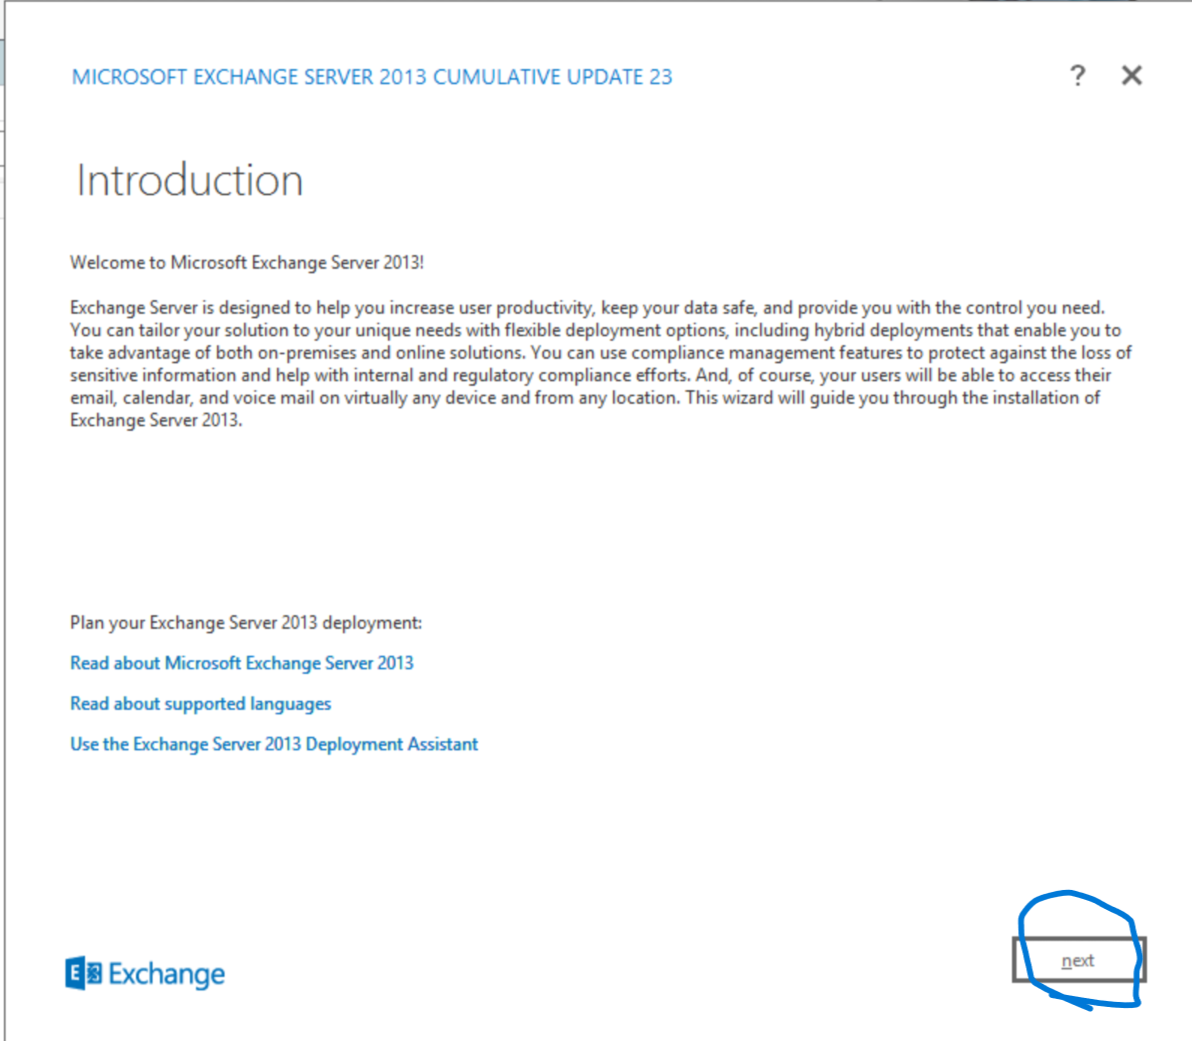 MICROSOFT EXCHANGE SERVER 2013 CUMULATIVE UPDATE 23
?
Introduction
Welcome to Microsoft Exchange Server 2013!
Exchange Server is designed to help you increase user productivity, keep your data safe, and provide you with the control you need.
You can tailor your solution to your unique needs with flexible deployment options, including hybrid deployments that enable you to
take advantage of both on-premises and online solutions. You can use compliance management features to protect against the loss of
sensitive information and help with internal and regulatory compliance efforts. And, of course, your users will be able to access their
email, calendar, and voice mail on virtually any device and from any location. This wizard will guide you through the installation of
Exchange Server 2013.
Plan your Exchange Server 2013 deployment:
Read about Microsoft Exchange Server 2013
Read about supported languages
Use the Exchange Server 2013 Deployment Assistant
next
E Exchange